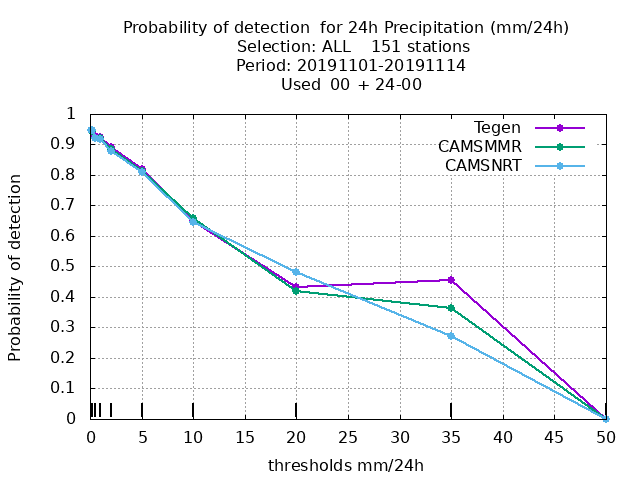 Probability of detection  for 24h Precipitation (mm/24h)
Selection: ALL    151 stations
Period: 20191101-20191114
Used  00 + 24-00
Tegen
CAMSMMR
CAMSNRT
Probability of detection
1
0.9
0.8
0.7
0.6
0.5
0.4
0.3
0.2
0.1
0
0 5 10 15 20 25 30 35 40 45 50
thresholds mm/24h